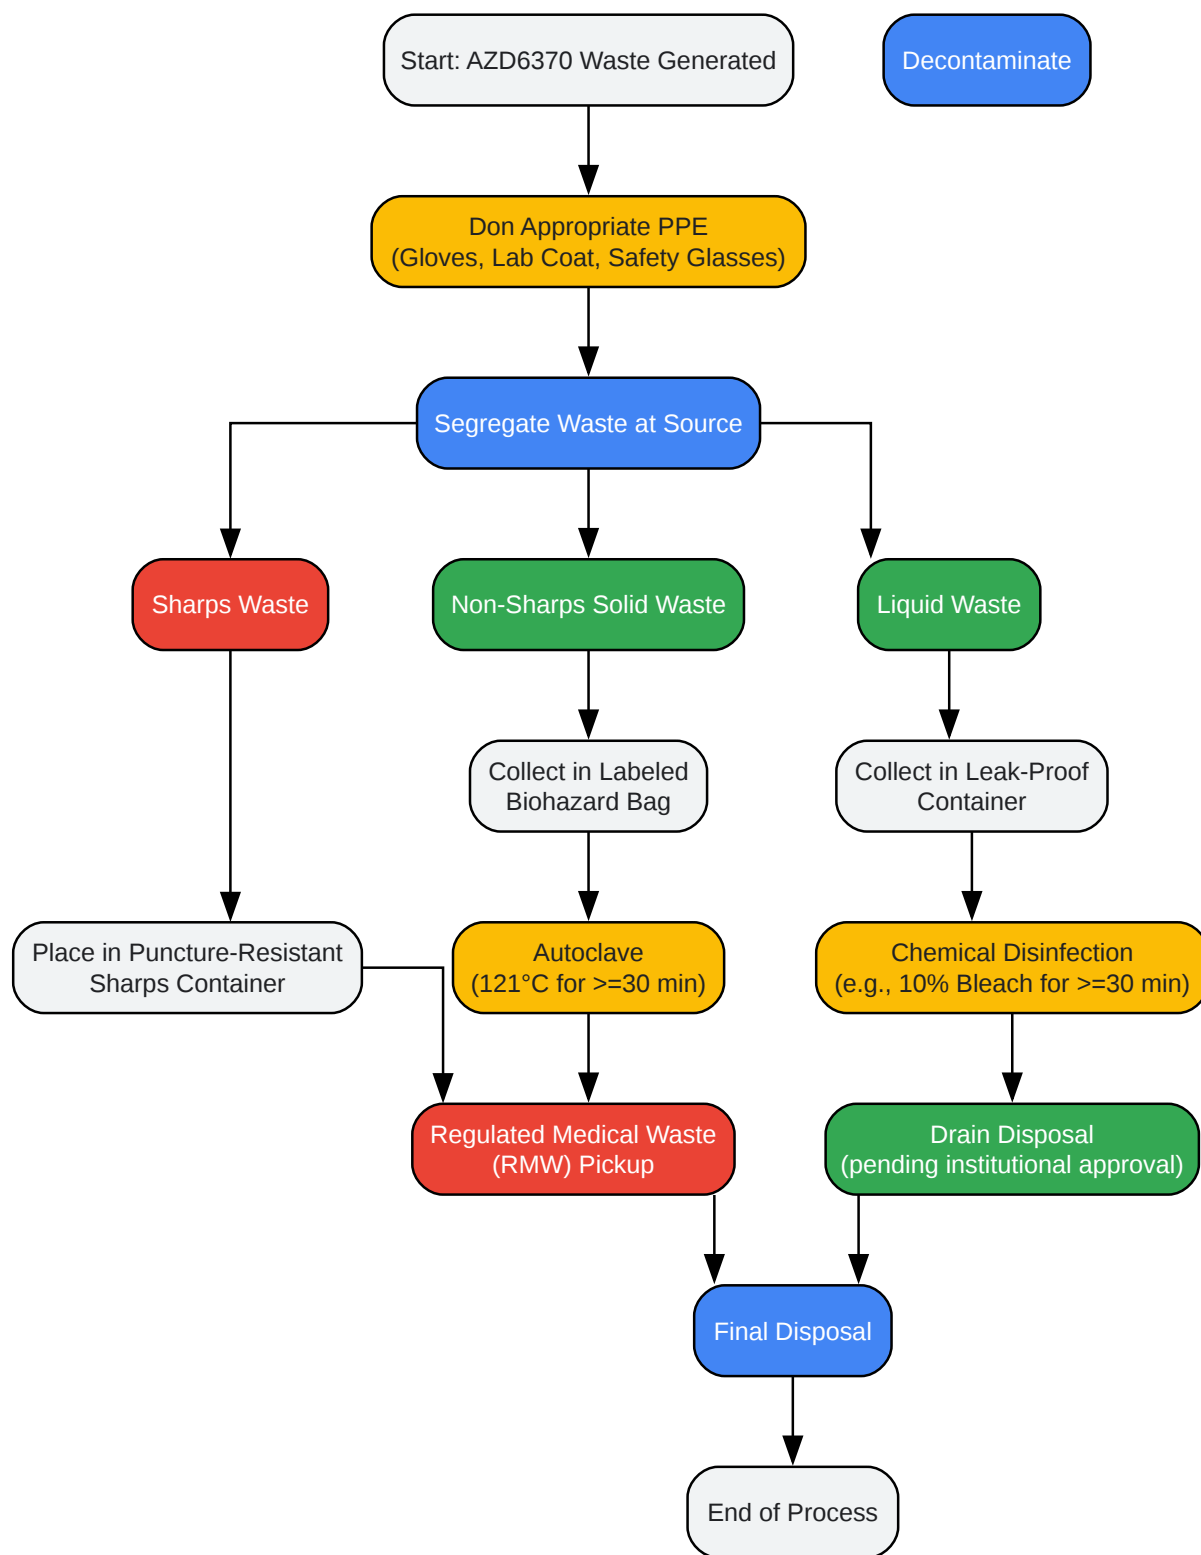 Start: AZD6370 Waste Generated
Decontaminate
Don Appropriate PPE
(Gloves, Lab Coat, Safety Glasses)
Segregate Waste at Source
Sharps Waste
Non-Sharps Solid Waste
Liquid Waste
Collect in Labeled
Biohazard Bag
Collect in Leak-Proof
Container
Place in Puncture-Resistant
Sharps Container
Autoclave
(121°C for >=30 min)
Chemical Disinfection
(e.g., 10% Bleach for >=30 min)
Regulated Medical Waste
(RMW) Pickup
Drain Disposal
(pending institutional approval)
Final Disposal
End of Process